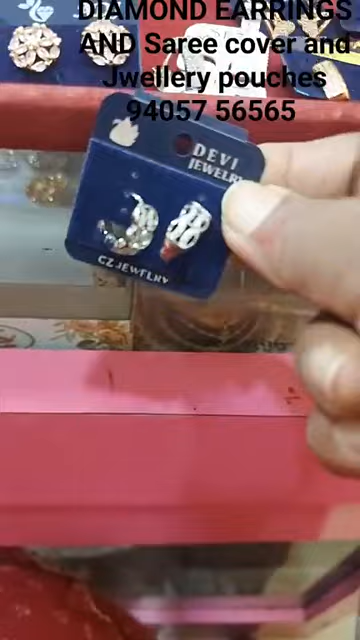 DIAMOND EARRINGS
AND Saree cover and
Jwellery pouches
94057 56565
DEVI
JEWELRY
CZ JEWELRY